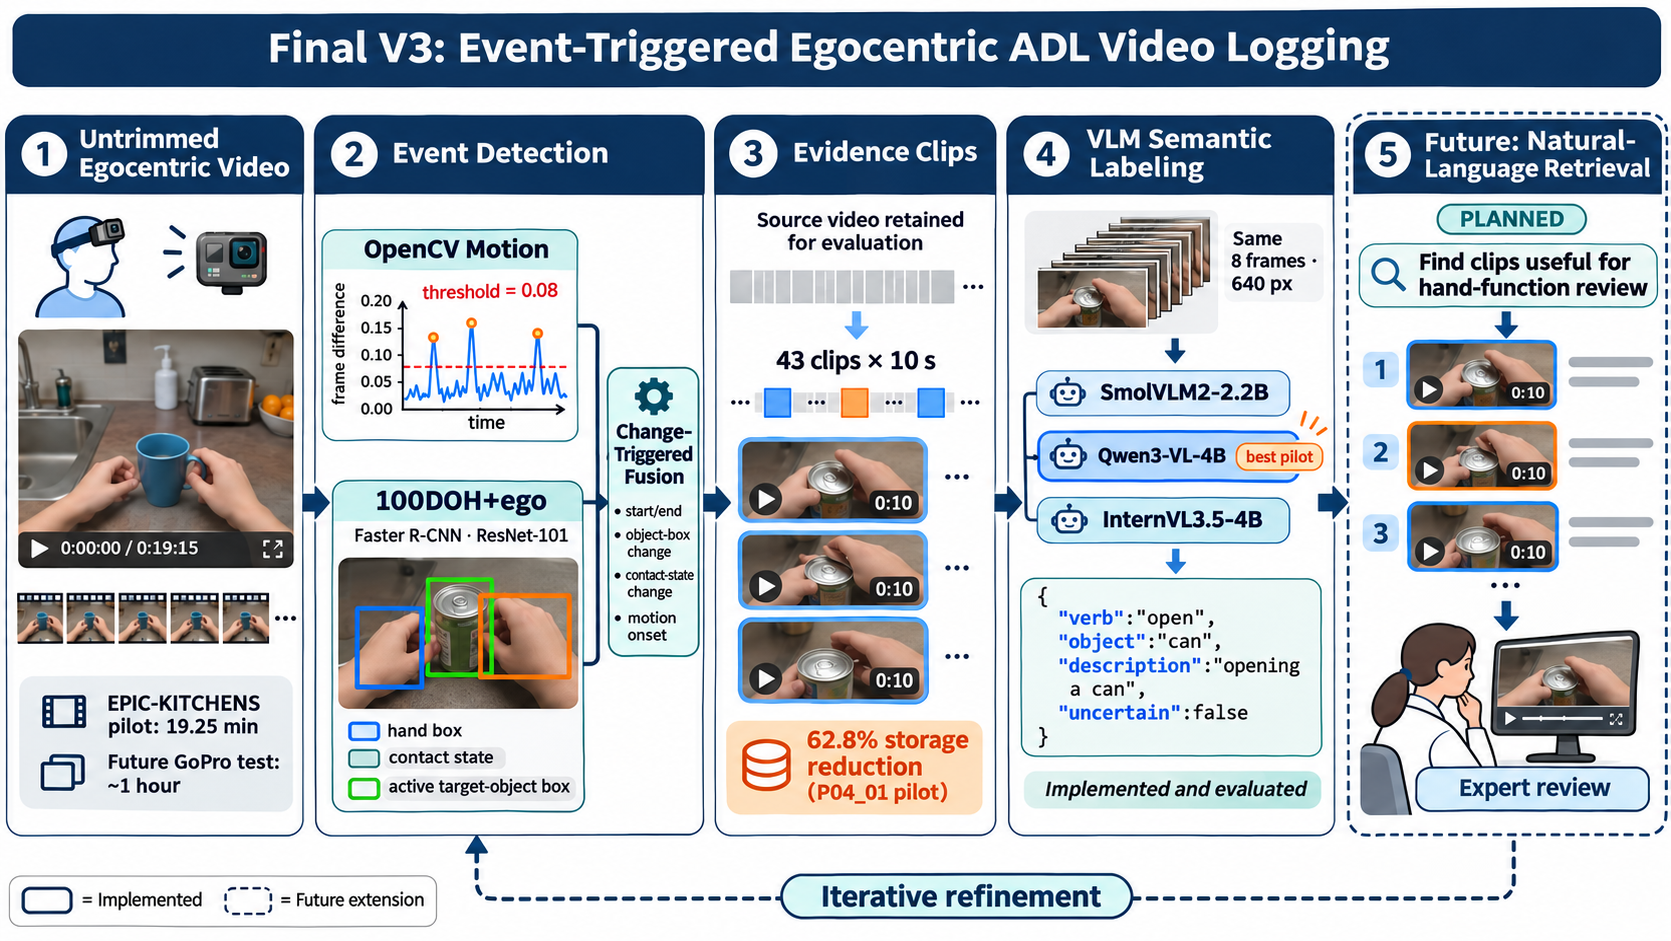 Final V3: Event-Triggered Egocentric ADL Video Logging
1
Untrimmed
Egocentric Video
0:00:00 / 0:19:15
...
EPIC-KITCHENS
pilot: 19.25 min
Future GoPro test:
~1 hour
2
Event Detection
OpenCV Motion
threshold = 0.08
frame difference
0.20
0.15
0.10
0.05
0.00
time
100DOH+ego
Faster R-CNN · ResNet-101
hand box
contact state
active target-object box
Change-
Triggered
Fusion
• start/end
• object-box
change
• contact-state
change
• motion
onset
3
Evidence Clips
Source video retained
for evaluation
...
43 clips × 10 s
... ... ... ...
0:10
...
0:10
...
0:10
...
62.8% storage
reduction
(P04_01 pilot)
4
VLM Semantic
Labeling
Same
8 frames ·
640 px
SmolVLM2-2.2B
Qwen3-VL-4B
best pilot
InternVL3.5-4B
{
"verb":"open",
"object":"can",
"description":"opening
a can",
"uncertain":false
}
Implemented and evaluated
5
Future: Natural-
Language Retrieval
PLANNED
Find clips useful for
hand-function review
1
0:10
2
0:10
3
0:10
...
Expert review
= Implemented
= Future extension
Iterative refinement